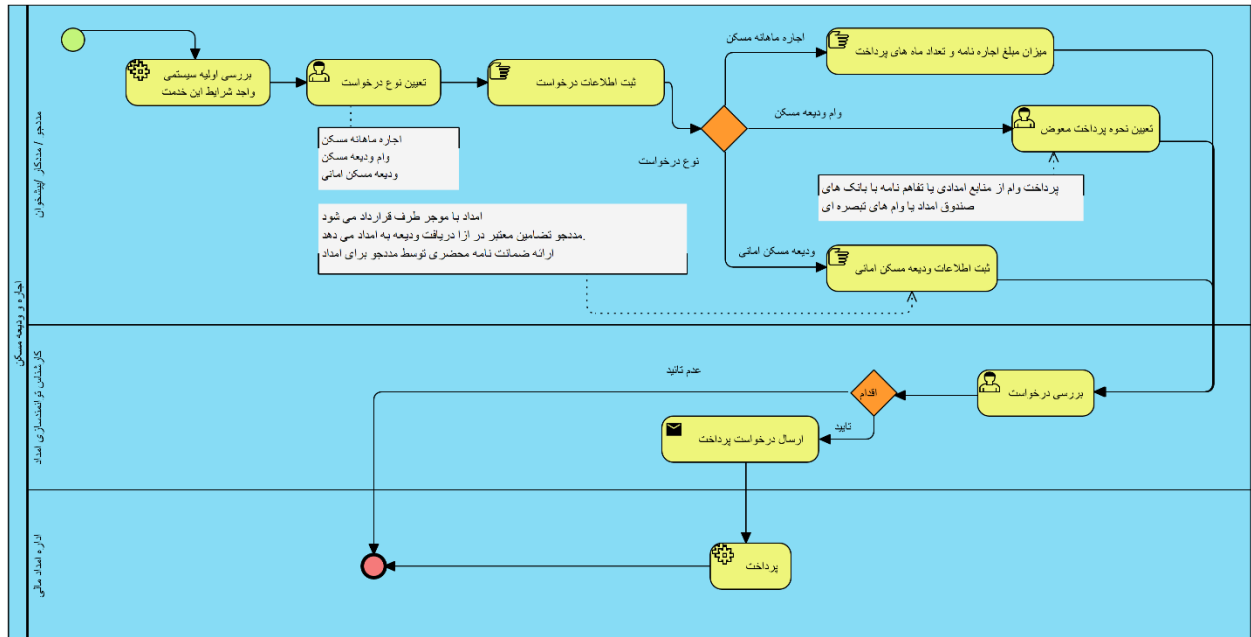 اجاره و ودیعه مسکن
مددجو / مددکار /پیشخوان
بررسی اولیه سیستمی
واجد شرایط این خدمت
تعیین نوع درخواست
اجاره ماهانه مسکن
وام ودیعه مسکن
ودیعه مسکن امانی
ثبت اطلاعات درخواست
نوع درخواست
اجاره ماهانه مسکن
میزان مبلغ اجاره نامه و تعداد ماه های پرداخت
وام ودیعه مسکن
تعیین نحوه پرداخت معوض
پرداخت وام از منابع امدادی یا تفاهم نامه با بانک های
صندوق امداد یا وام های تبصره ای
ودیعه مسکن امانی
ثبت اطلاعات ودیعه مسکن امانی
امداد با موجر طرف قرارداد می شود
مددجو تضامین معتبر در ازا دریافت ودیعه به امداد می دهد.
ارائه ضمانت نامه محضری توسط مددجو برای امداد
کارشناس توانمندسازی امداد
بررسی درخواست
اقدام
عدم تائید
تایید
ارسال درخواست پرداخت
اداره امداد مالی
پرداخت